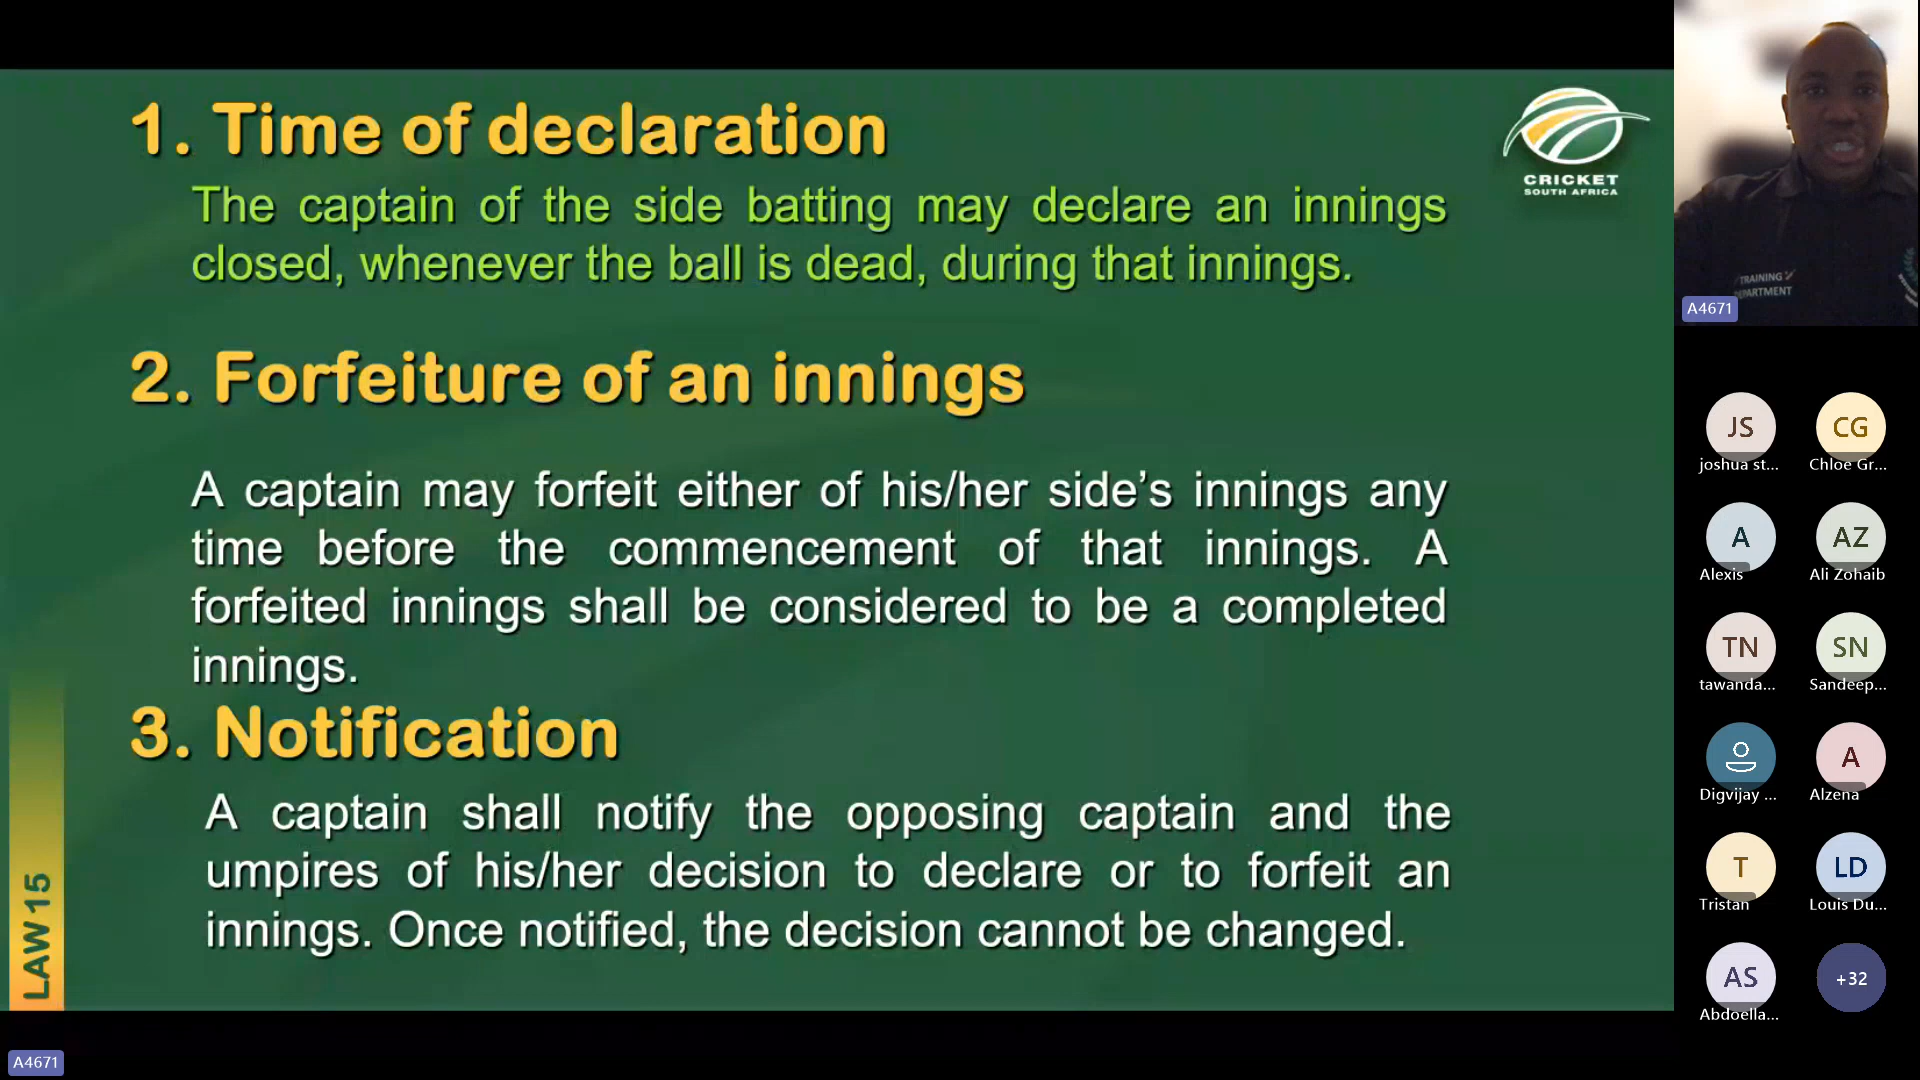 1. Time of declaration
The captain of the side batting may declare an innings
closed, whenever the ball is dead, during that innings.
2. Forfeiture of an innings
A captain may forfeit either of his/her side’s innings any
time before the commencement of that innings. A
forfeited innings shall be considered to be a completed
innings.
3. Notification
A captain shall notify the opposing captain and the
umpires of his/her decision to declare or to forfeit an
innings. Once notified, the decision cannot be changed.
LAW 15
CRICKET
SOUTH AFRICA
A4671
TRAINING
DEPARTMENT
A4671
JS
joshua st...
CG
Chloe Gr...
A
Alexis
AZ
Ali Zohaib
TN
tawanda...
SN
Sandeep...
Digvijay ...
A
Alzena
T
Tristan
LD
Louis Du...
AS
Abdoella...
+32